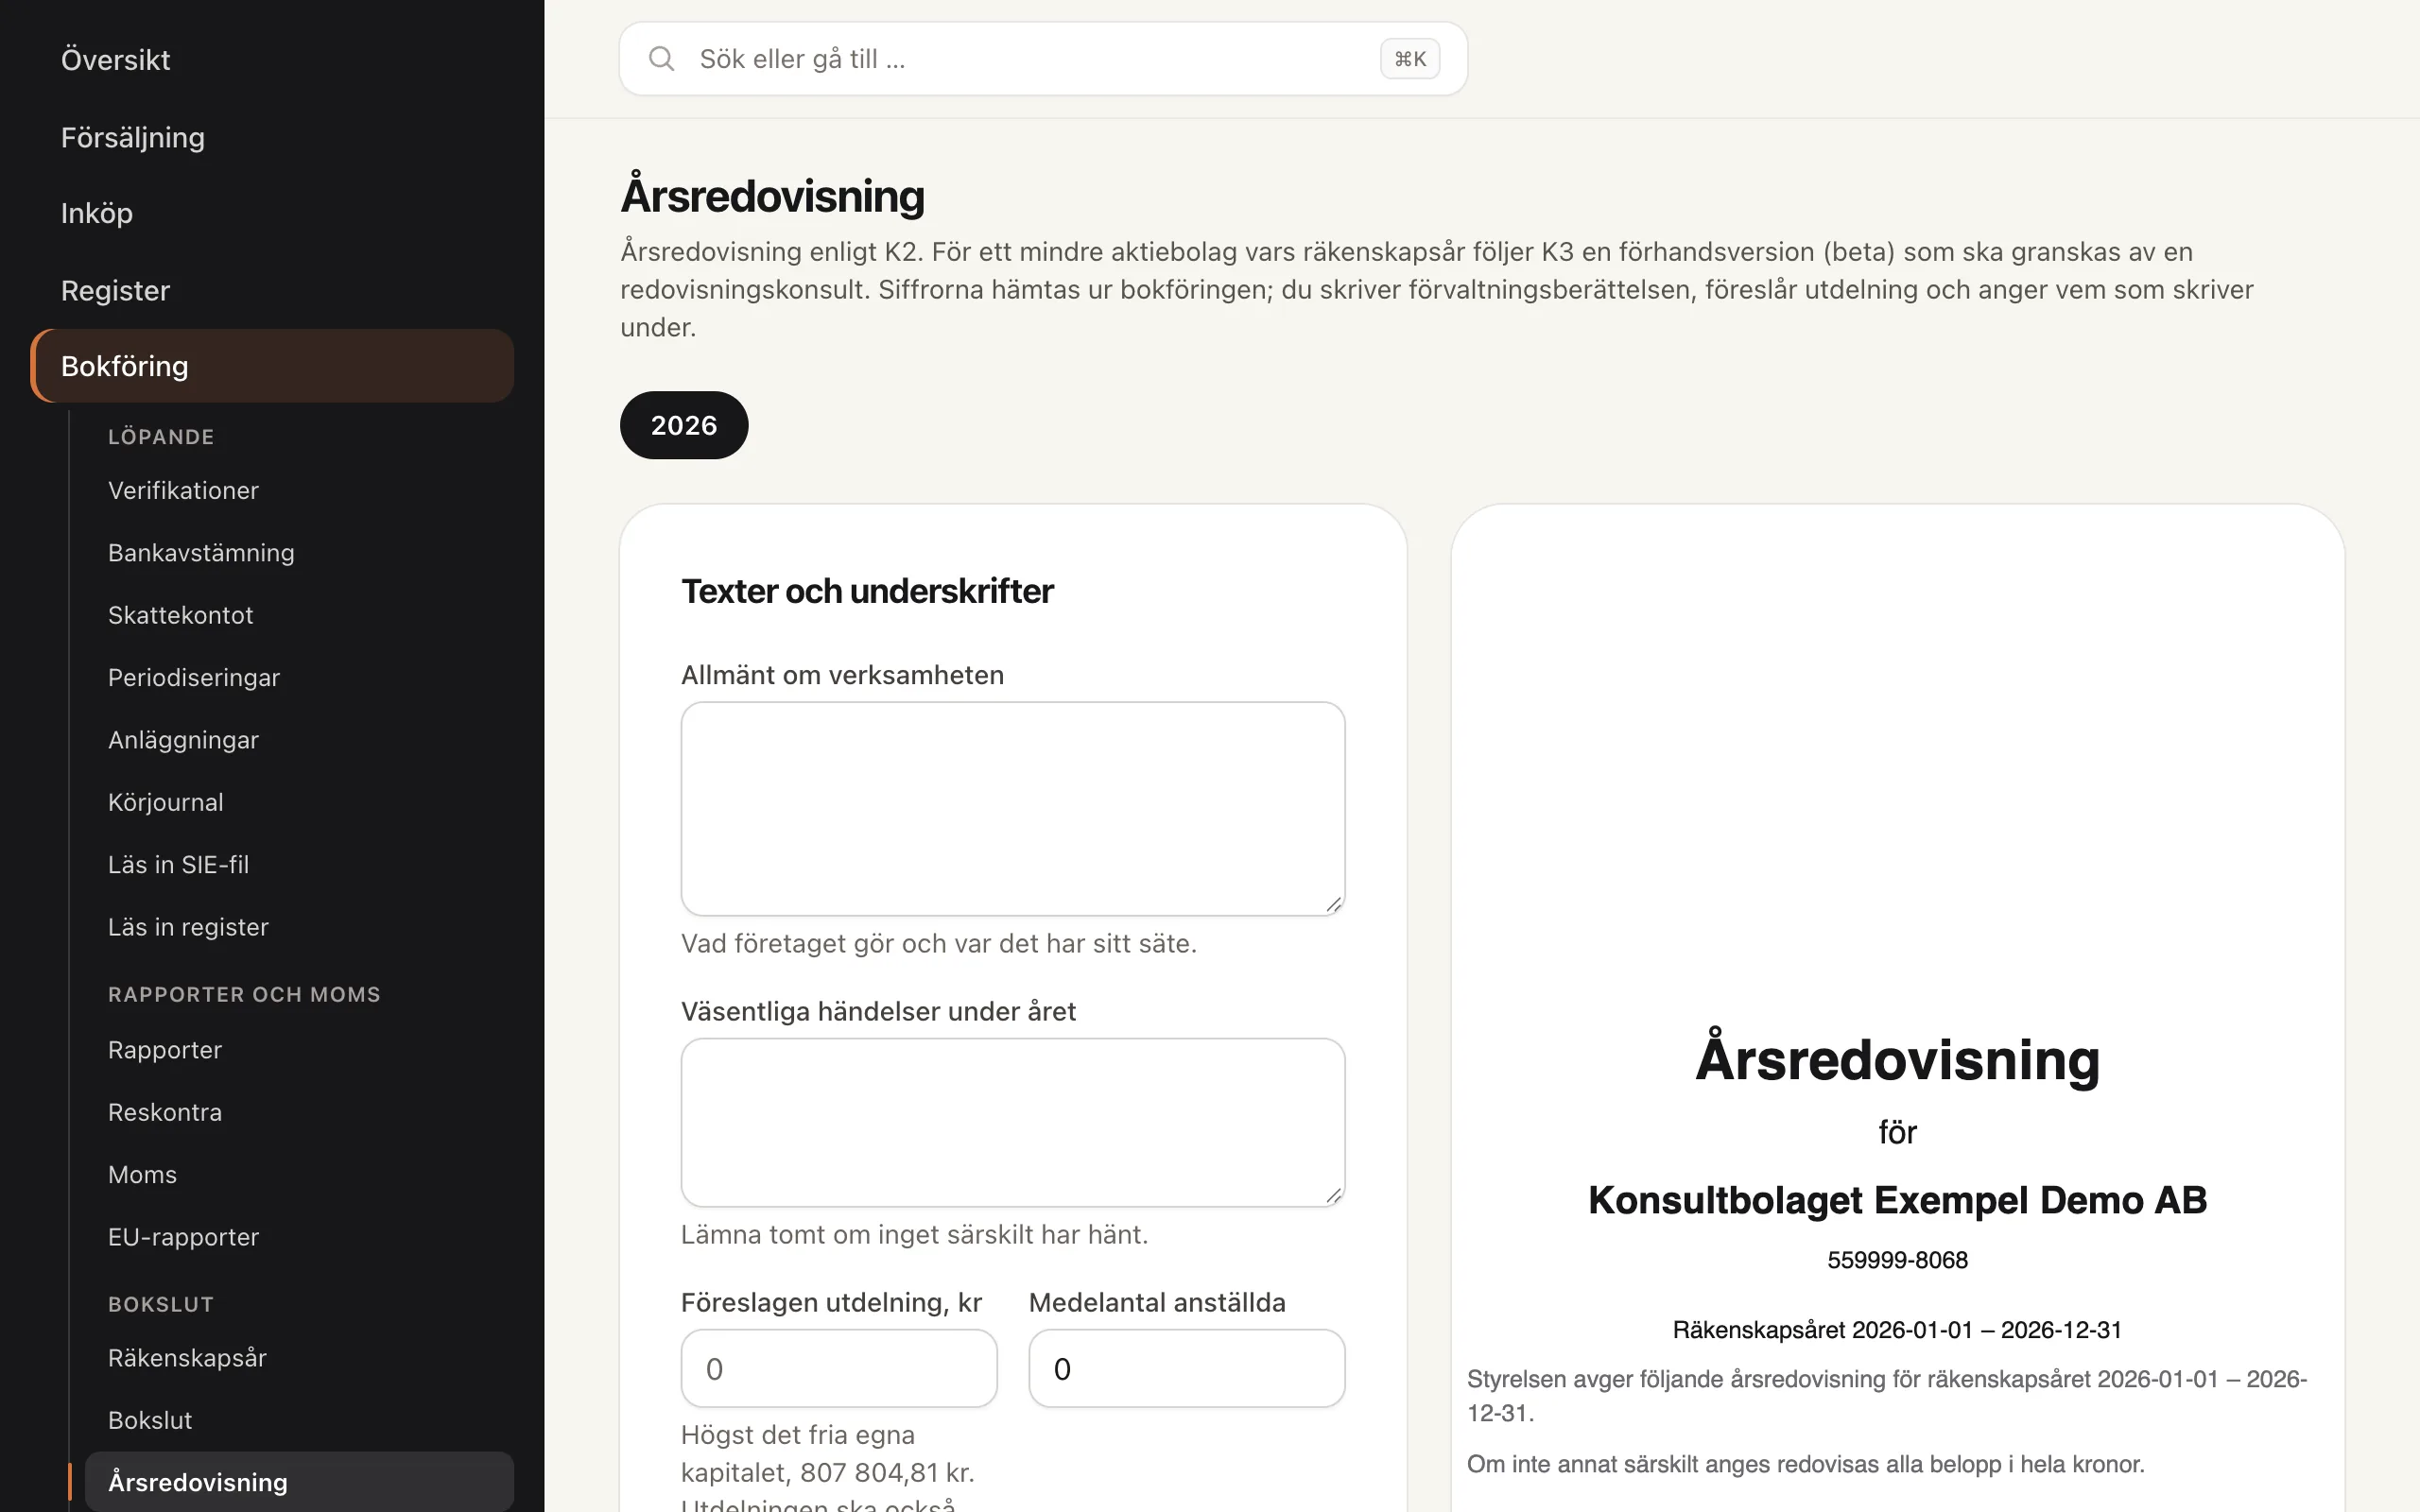 Översikt
Försäljning
Inköp
Register
Bokföring
LÖPANDE
Verifikationer
Bankavstämning
Skattekontot
Periodiseringar
Anläggningar
Körjournal
Läs in SIE-fil
Läs in register
RAPPORTER OCH MOMS
Rapporter
Reskontra
Moms
EU-rapporter
BOKSLUT
Räkenskapsår
Bokslut
Årsredovisning
Sök eller gå till ...
⌘K
Årsredovisning
Årsredovisning enligt K2. För ett mindre aktiebolag vars räkenskapsår följer K3 en förhandsversion (beta) som ska granskas av en
redovisningskonsult. Siffrorna hämtas ur bokföringen; du skriver förvaltningsberättelsen, föreslår utdelning och anger vem som skriver
under.
2026
Texter och underskrifter
Allmänt om verksamheten
Vad företaget gör och var det har sitt säte.
Väsentliga händelser under året
Lämna tomt om inget särskilt har hänt.
Föreslagen utdelning, kr
Medelantal anställda
0
0
Högst det fria egna
kapitalet, 807 804,81 kr.
Utdelningen ska också
Årsredovisning
för
Konsultbolaget Exempel Demo AB
559999-8068
Räkenskapsåret 2026-01-01 – 2026-12-31
Styrelsen avger följande årsredovisning för räkenskapsåret 2026-01-01 – 2026-
12-31.
Om inte annat särskilt anges redovisas alla belopp i hela kronor.